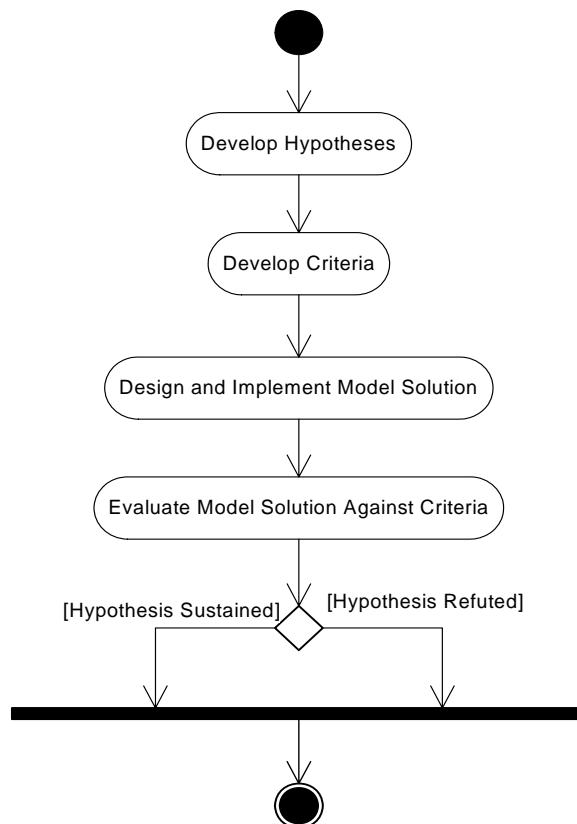 Develop Hypotheses
Develop Criteria
Design and Implement Model Solution
Evaluate Model Solution Against Criteria
[Hypothesis Sustained]
[Hypothesis Refuted]